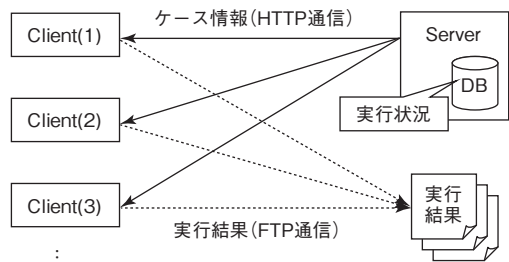 ケース情報(HTTP通信)
Client(1)
Server
DB
実行状況
Client(2)
Client(3)
実行
結果
実行結果(FTP通信)
: